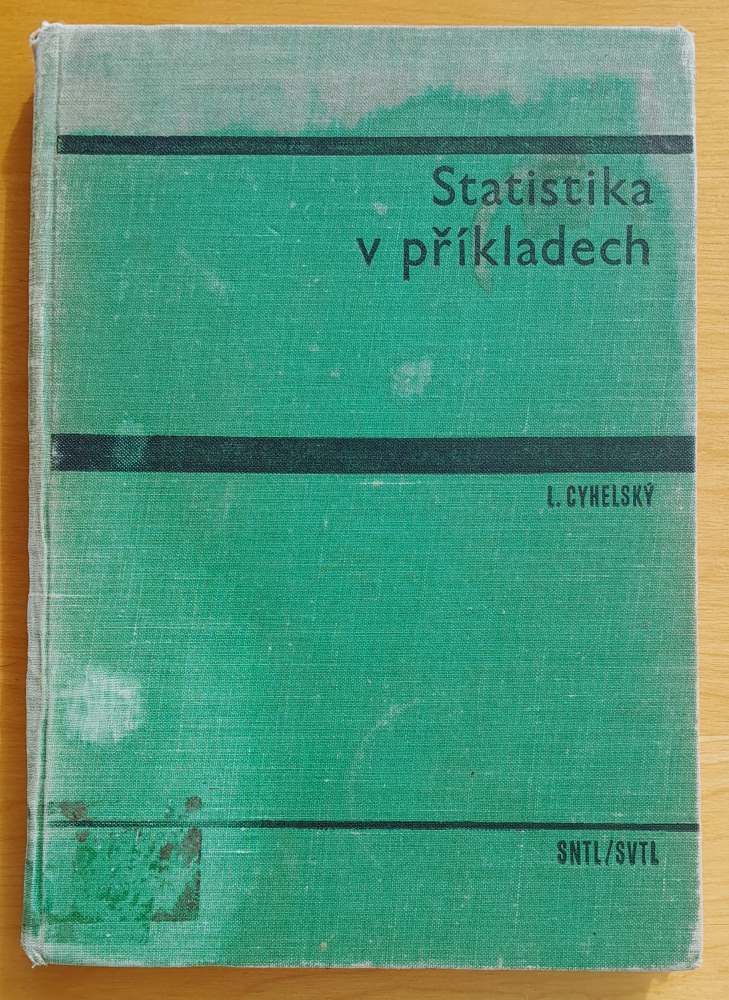 Statistika
v příkladech
L. CYHELSKÝ
SNTL/SVTL